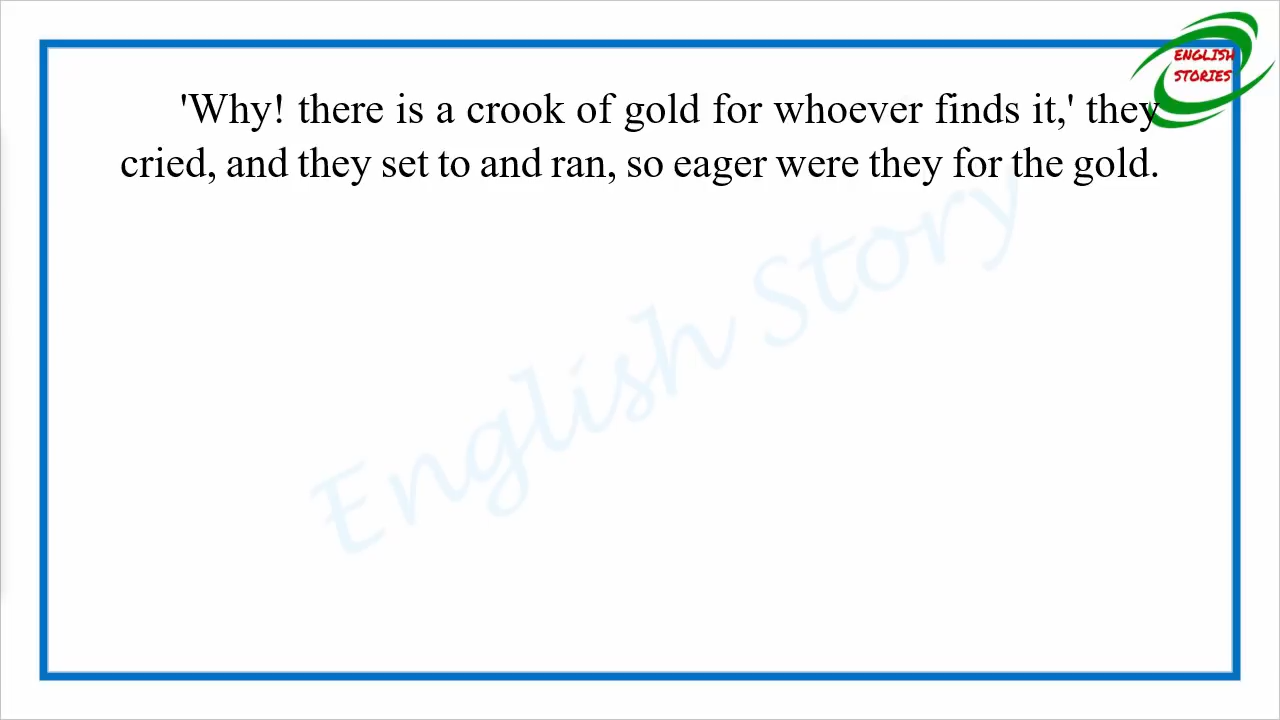 ENGLISH
STORIES
'Why! there is a crook of gold for whoever finds it,' they
cried, and they set to and ran, so eager were they for the gold.
English Story